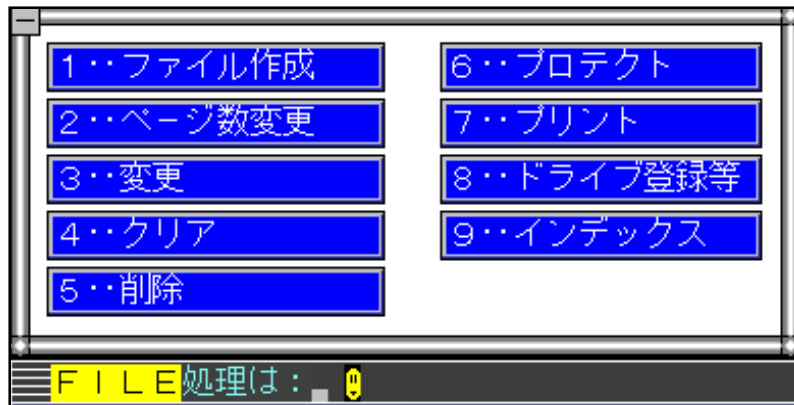 1‥ファイル作成
2‥ページ数変更
3‥変更
4‥クリア
5‥削除
6‥プロテクト
7‥プリント
8‥ドライブ登録等
9‥インデックス
FILE処理は: